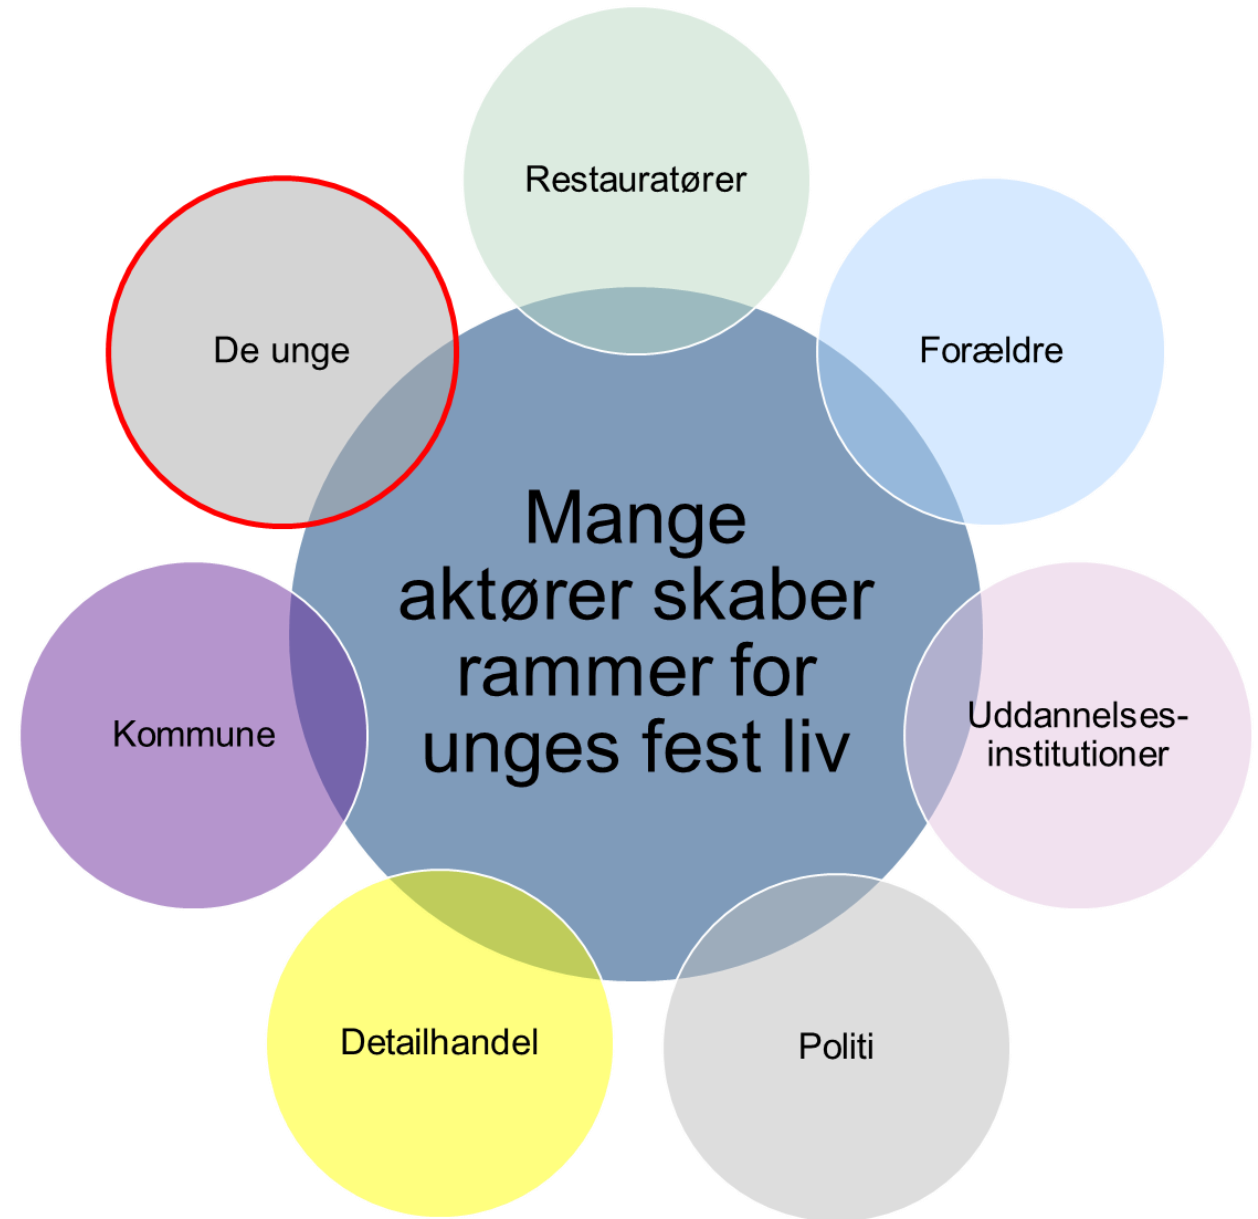 Restauratører
De unge
Forældre
Mange
aktører skaber
rammer for
unges fest liv
Kommune
Uddannelses-
institutioner
Detailhandel
Politi